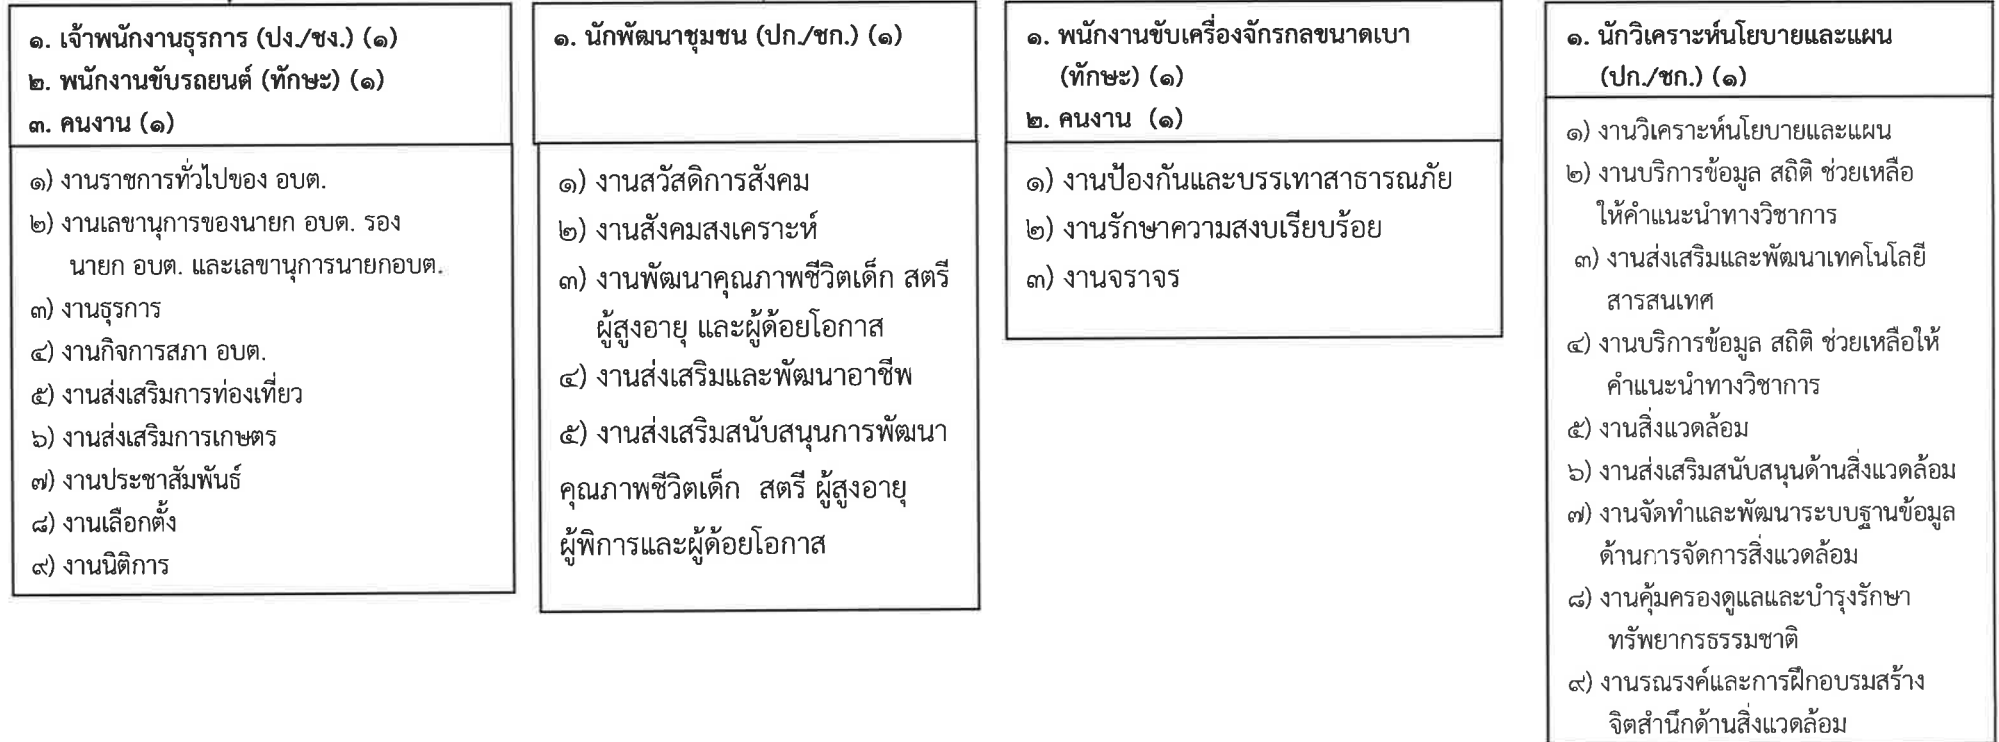 ๑. เจ้าพนักงานธุรการ (ปง./ชง.) (๑)
๒. พนักงานขับรถยนต์ (ทักษะ) (๑)
๓. คนงาน (๑)
๑) งานราชการทั่วไปของ อบต.
๒) งานเลขานุการของนายก อบต. รอง
นายก อบต. และเลขานุการนายกอบต.
๓) งานธุรการ
๔) งานกิจการสภา อบต.
๕) งานส่งเสริมการท่องเที่ยว
๖) งานส่งเสริมการเกษตร
๗) งานประชาสัมพันธ์
๘) งานเลือกตั้ง
๙) งานนิติการ
๑. นักพัฒนาชุมชน (ปก./ชก.) (๑)
๑) งานสวัสดิการสังคม
๒) งานสังคมสงเคราะห์
๓) งานพัฒนาคุณภาพชีวิตเด็ก สตรี
ผู้สูงอายุ และผู้ด้อยโอกาส
๔) งานส่งเสริมและพัฒนาอาชีพ
๕) งานส่งเสริมสนับสนุนการพัฒนา
คุณภาพชีวิตเด็ก สตรี ผู้สูงอายุ
ผู้พิการและผู้ด้อยโอกาส
๑. พนักงานขับเครื่องจักรกลขนาดเบา
(ทักษะ) (๑)
๒. คนงาน (๑)
๑) งานป้องกันและบรรเทาสาธารณภัย
๒) งานรักษาความสงบเรียบร้อย
๓) งานจราจร
๑. นักวิเคราะห์นโยบายและแผน
(ปก./ชก.) (๑)
๑) งานวิเคราะห์นโยบายและแผน
๒) งานบริการข้อมูล สถิติ ช่วยเหลือ
ให้คำแนะนำทางวิชาการ
๓) งานส่งเสริมและพัฒนาเทคโนโลยี
สารสนเทศ
๔) งานบริการข้อมูล สถิติ ช่วยเหลือให้
คำแนะนำทางวิชาการ
๕) งานสิ่งแวดล้อม
๖) งานส่งเสริมสนับสนุนด้านสิ่งแวดล้อม
๗) งานจัดทำและพัฒนาระบบฐานข้อมูล
ด้านการจัดการสิ่งแวดล้อม
๘) งานคุ้มครองดูแลและบำรุงรักษา
ทรัพยากรธรรมชาติ
๙) งานรณรงค์และการฝึกอบรมสร้าง
จิตสำนึกด้านสิ่งแวดล้อม